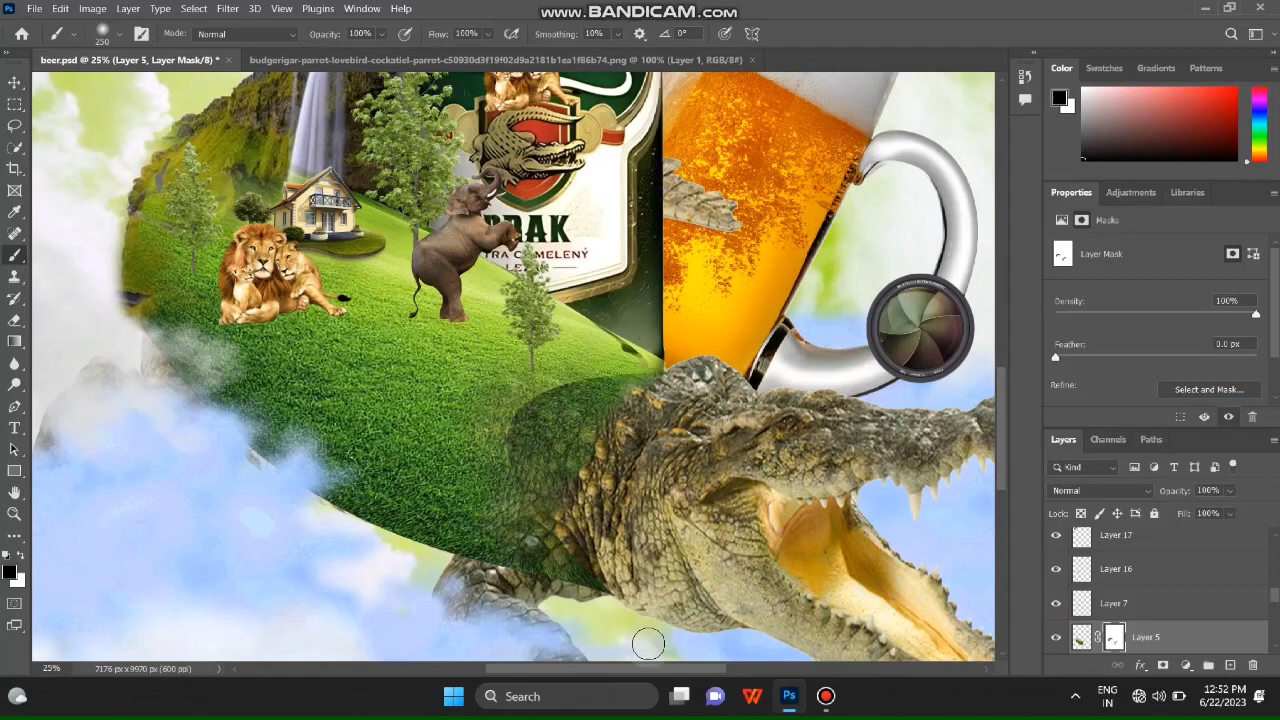 www.BANDICAM.com
Ps File Edit Image Layer Type Select Filter 3D View Plugins Window Help
250 Mode: Normal Opacity: 100% Flow: 100% Smoothing: 10% 0°
beer.psd @ 25% (Layer 5, Layer Mask/8) * budgerigar-parrot-lovebird-cockatiel-parrot-c50930d3f19f02d9a2181b1ea1f86b74.png @ 100% (Layer 1, RGB/8#)
Color Swatches Gradients Patterns
Properties Adjustments Libraries
Masks
Layer Mask
Density: 100%
Feather: 0.0 px
Refine: Select and Mask...
Layers Channels Paths
Kind
Normal Opacity: 100%
Lock: Fill: 100%
Layer 17
Layer 16
Layer 7
Layer 5
25% 7176 px x 9970 px (600 ppi)
Search
Ps
ENG
IN
12:52 PM
6/22/2023